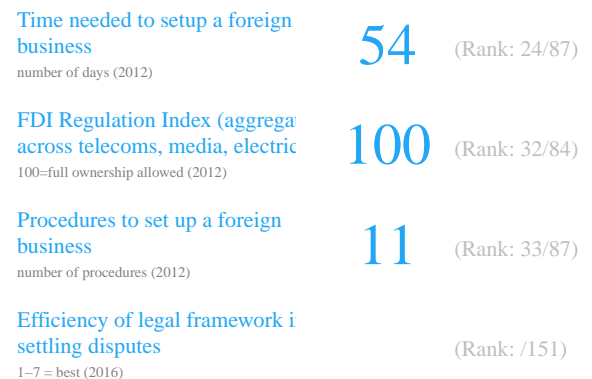 Time needed to setup a foreign
business
number of days (2012)
54
(Rank: 24/87)
FDI Regulation Index
across telecoms, media,
100=full ownership allowed (2012)
100
(Rank: 32/84)
Procedures to set up a foreign
business
number of procedures (2012)
11
(Rank: 33/87)
Efficiency of legal framework
settling disputes
1–7 = best (2016)
(Rank: /151)